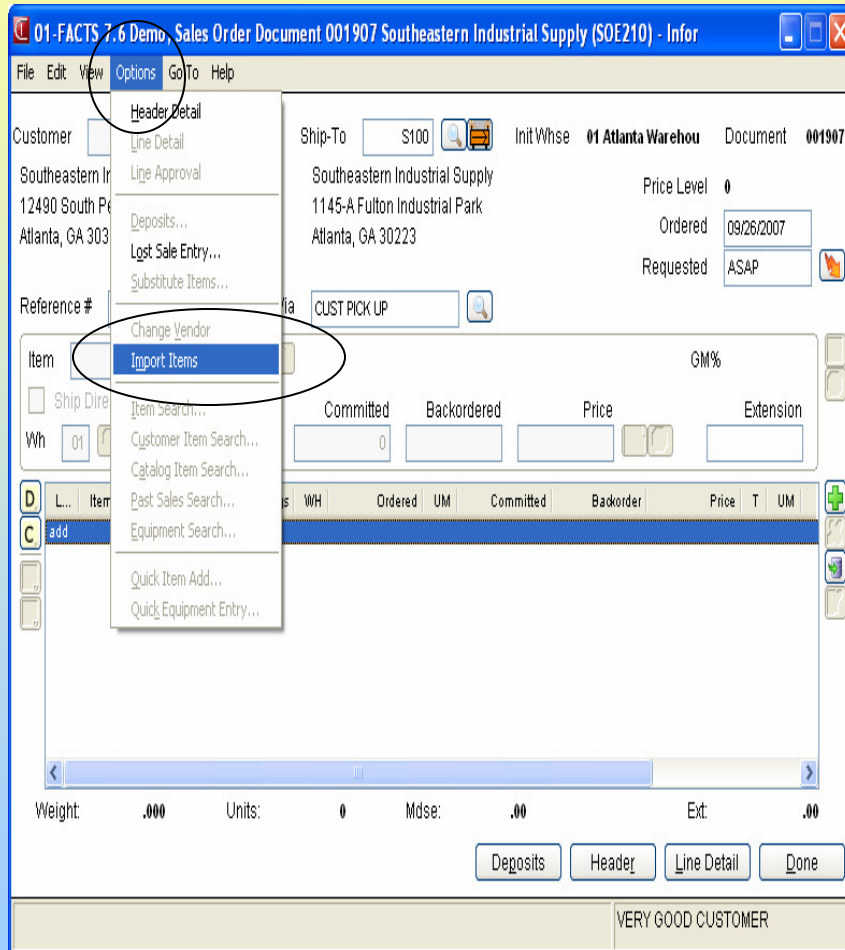 01-FACTS 7.6 Demo, Sales Order Document 001907 Southeastern Industrial Supply (SOE210) - Infor
File Edit View Options Go To Help
Customer Ship-To S100 Init Whse 01 Atlanta Warehou Document 001907
Header Detail
Line Detail
Line Approval
Deposits...
Lost Sale Entry...
Substitute Items...
Change Vendor
Import Items
Item Search...
Customer Item Search...
Catalog Item Search...
Past Sales Search...
Equipment Search...
Quick Item Add...
Quick Equipment Entry...
Southeastern Southeastern Industrial Supply Price Level 0
12490 South 1145-A Fulton Industrial Park Ordered 09/26/2007
Atlanta, GA Atlanta, GA 30223
Requested ASAP
Reference # CUST PICK UP
Item GM%
Ship Committed Backordered Price Extension
Wh 01 0
D L... WH Ordered UM Committed Backorder Price T UM
C add
Weight: .000 Units: 0 Mdse: .00 Ext: .00
Deposits Header Line Detail Done
VERY GOOD CUSTOMER